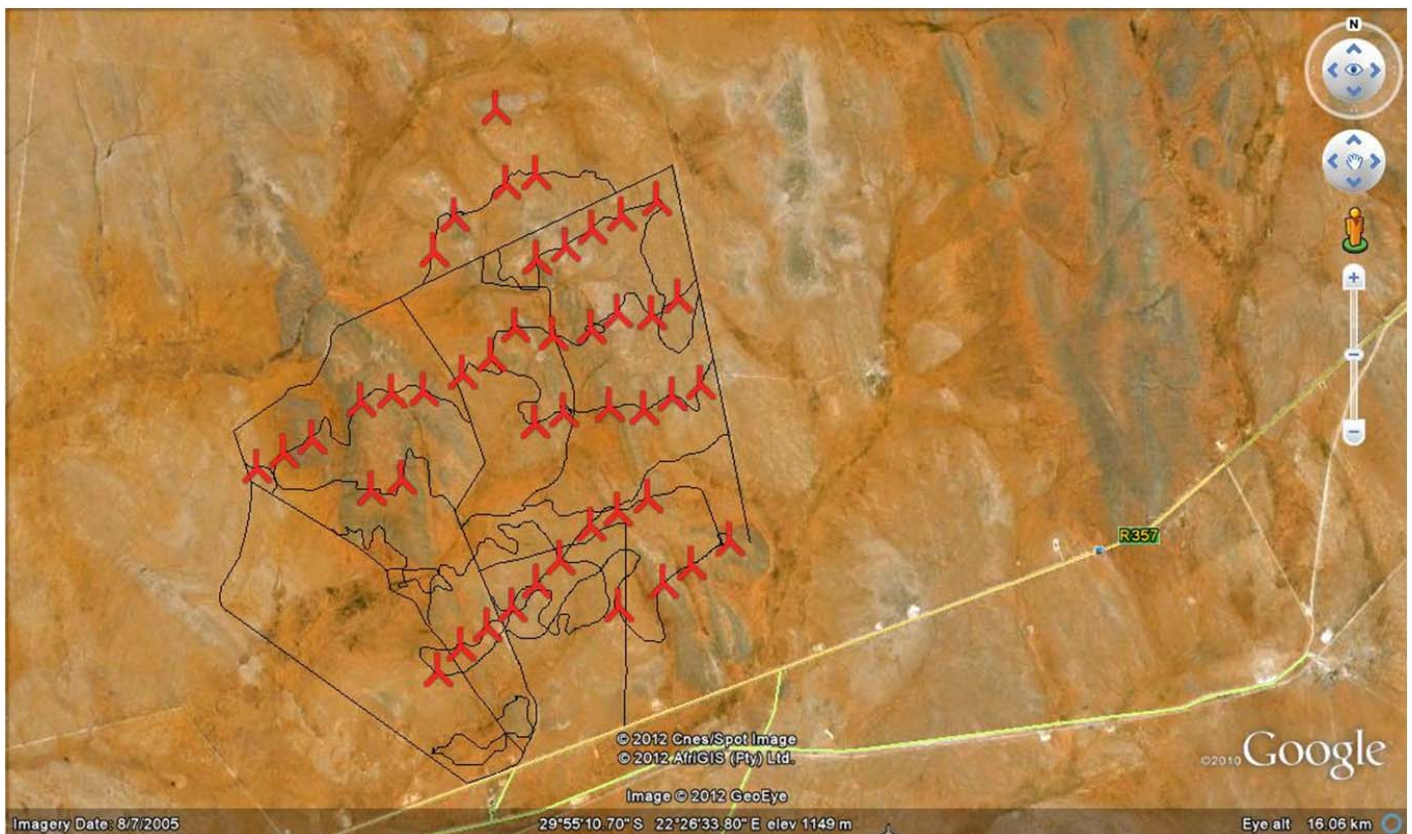 N
R357
© 2012 Cnes/Spot Image
© 2012 AfriGIS (Pty) Ltd.
©2010 Google
Image © 2012 GeoEye
Imagery Date: 8/7/2005
29°55'10.70" S 22°26'33.80" E elev 1149 m
Eye alt 16.06 km